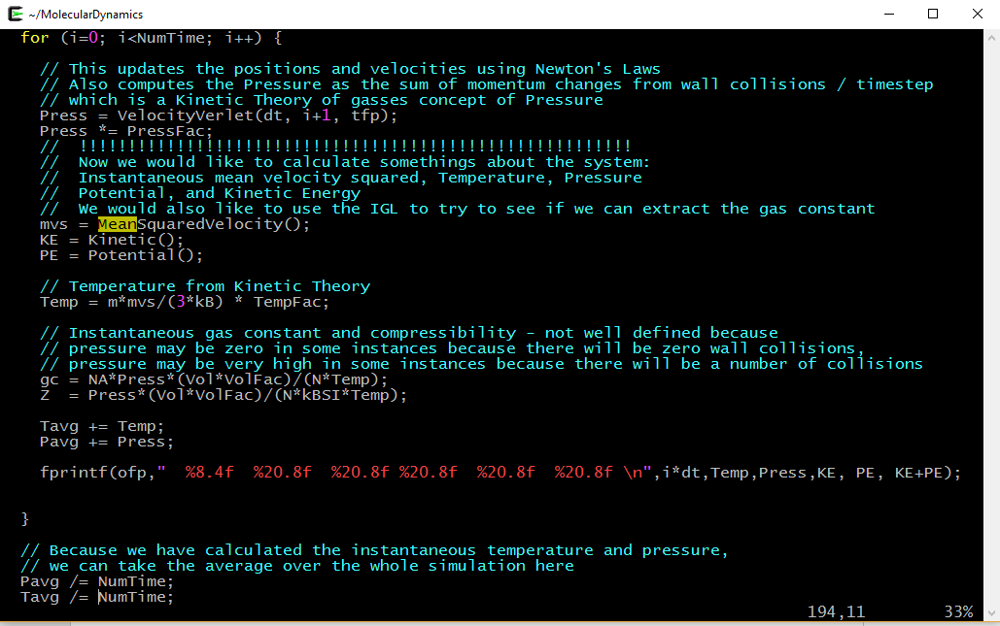 ~/MolecularDynamics
for (i=0; i<NumTime; i++) {
// This updates the positions and velocities using Newton's Laws
// Also computes the Pressure as the sum of momentum changes from wall collisions / timestep
// which is a Kinetic Theory of gasses concept of Pressure
Press = VelocityVerlet(dt, i+1, tfp);
Press *= PressFac;
// !!!!!!!!!!!!!!!!!!!!!!!!!!!!!!!!!!!!!!!!!!!!!!!!!!!!!!!!!
// Now we would like to calculate somethings about the system:
// Instantaneous mean velocity squared, Temperature, Pressure
// Potential, and Kinetic Energy
// We would also like to use the IGL to try to see if we can extract the gas constant
mvs = MeanSquaredVelocity();
KE = Kinetic();
PE = Potential();
// Temperature from Kinetic Theory
Temp = m*mvs/(3*kB) * TempFac;
// Instantaneous gas constant and compressibility - not well defined because
// pressure may be zero in some instances because there will be zero wall collisions,
// pressure may be very high in some instances because there will be a number of collisions
gc = NA*Press*(Vol*VolFac)/(N*Temp);
Z  = Press*(Vol*VolFac)/(N*kBSI*Temp);
Tavg += Temp;
Pavg += Press;
fprintf(ofp,"  %8.4f  %20.8f  %20.8f %20.8f  %20.8f  %20.8f \n",i*dt,Temp,Press,KE, PE, KE+PE);
}
// Because we have calculated the instantaneous temperature and pressure,
// we can take the average over the whole simulation here
Pavg /= NumTime;
Tavg /= NumTime;
194,11 33%